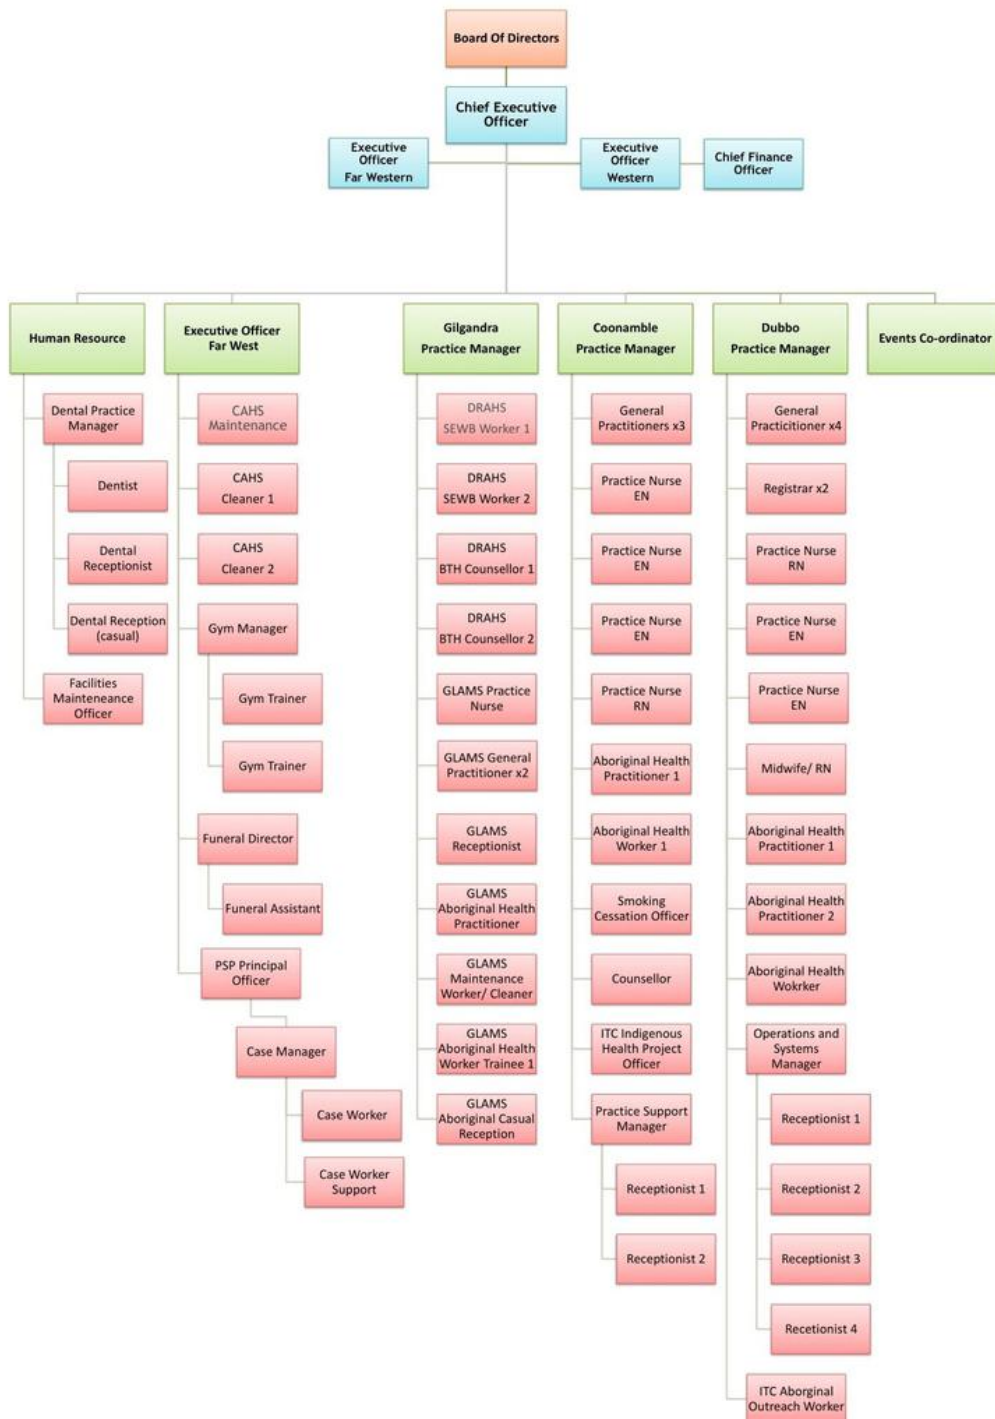 Board Of Directors
Chief Executive
Officer
Executive
Officer
Far Western
Executive
Officer
Western
Chief Finance
Officer
Human Resource
Executive Officer
Far West
Gilgandra
Practice Manager
Coonamble
Practice Manager
Dubbo
Practice Manager
Events Co-ordinator
Dental Practice
Manager
Dentist
Dental
Receptionist
Dental Reception
(casual)
Facilities
Mainteneance
Officer
CAHS
Maintenance
CAHS
Cleaner 1
CAHS
Cleaner 2
Gym Manager
Gym Trainer
Gym Trainer
Funeral Director
Funeral Assistant
PSP Principal
Officer
Case Manager
Case Worker
Case Worker
Support
DRAHS
SEWB Worker 1
DRAHS
SEWB Worker 2
DRAHS
BTH Counsellor 1
DRAHS
BTH Counsellor 2
GLAMS Practice
Nurse
GLAMS General
Practitioner x2
GLAMS
Receptionist
GLAMS
Aboriginal Health
Practitioner
GLAMS
Maintenance
Worker/ Cleaner
GLAMS
Aboriginal Health
Worker Trainee 1
GLAMS
Aboriginal Casual
Reception
General
Practitioners x3
Practice Nurse
EN
Practice Nurse
EN
Practice Nurse
EN
Practice Nurse
RN
Aboriginal Health
Practitioner 1
Aboriginal Health
Worker 1
Smoking
Cessation Officer
Counsellor
ITC Indigenous
Health Project
Officer
Practice Support
Manager
Receptionist 1
Receptionist 2
General
Practicitioner x4
Registrar x2
Practice Nurse
RN
Practice Nurse
EN
Practice Nurse
EN
Midwife/ RN
Aboriginal Health
Practitioner 1
Aboriginal Health
Practitioner 2
Aboriginal Health
Wokrker
Operations and
Systems
Manager
Receptionist 1
Receptionist 2
Receptionist 3
Recetionist 4
ITC Aborginal
Outreach Worker